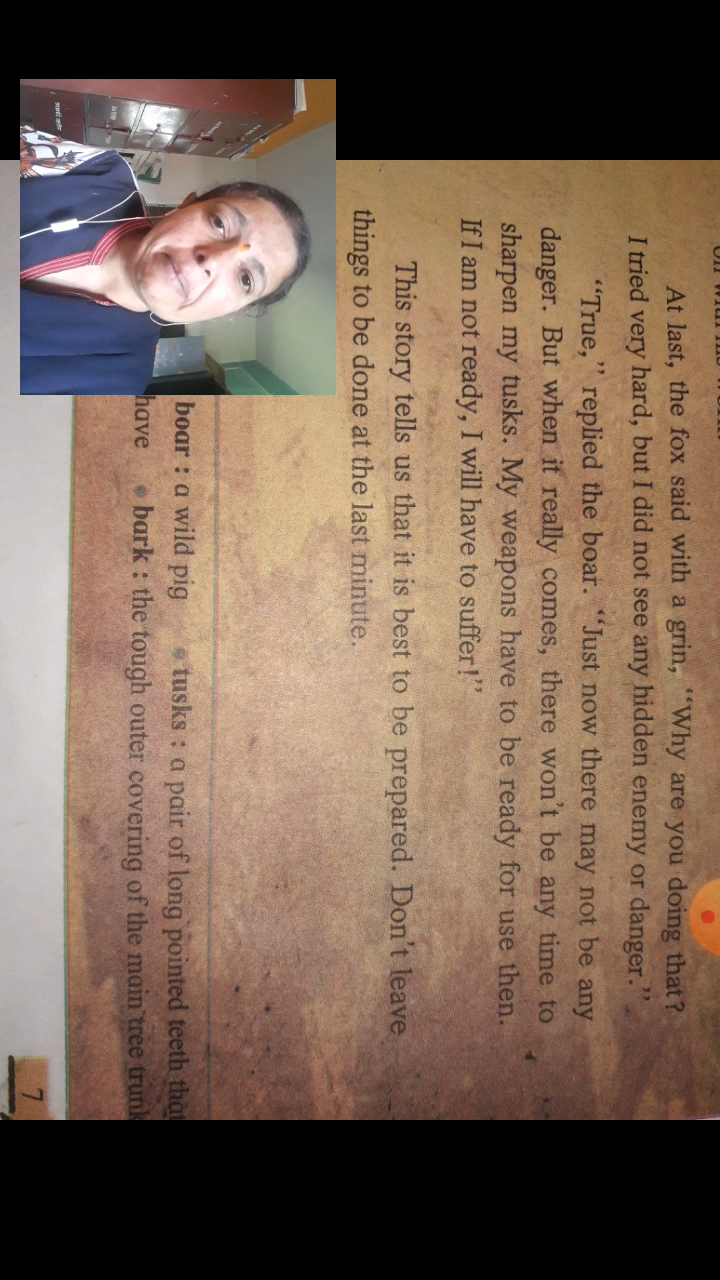 At last, the fox said with a grin, “Why are you doing that?
I tried very hard, but I did not see any hidden enemy or danger.”
“True,” replied the boar. “Just now there may not be any
danger. But when it really comes, there won’t be any time to
sharpen my tusks. My weapons have to be ready for use then.
If I am not ready, I will have to suffer!”
This story tells us that it is best to be prepared. Don’t leave
things to be done at the last minute.
boar : a wild pig • tusks : a pair of long pointed teeth that
have • bark : the tough outer covering of the main tree trunk
7